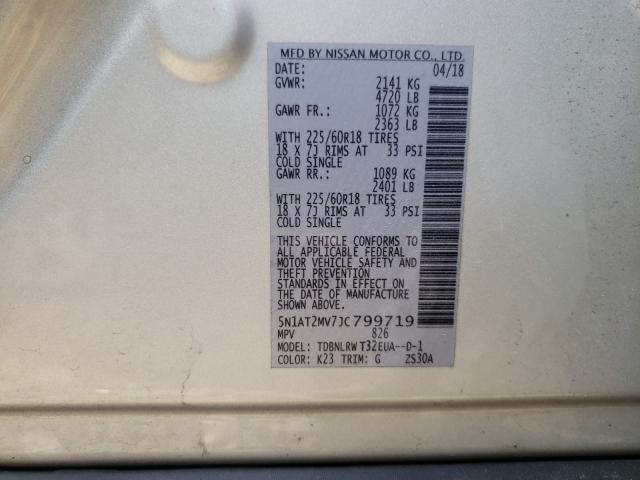 MFD BY NISSAN MOTOR CO., LTD.
DATE: 04/18
GVWR: 2141 KG
4720 LB
GAWR FR.: 1072 KG
2363 LB
WITH 225/60R18 TIRES
18 X 7J RIMS AT 33 PSI
COLD SINGLE
GAWR RR.: 1089 KG
2401 LB
WITH 225/60R18 TIRES
18 X 7J RIMS AT 33 PSI
COLD SINGLE
THIS VEHICLE CONFORMS TO
ALL APPLICABLE FEDERAL
MOTOR VEHICLE SAFETY AND
THEFT PREVENTION
STANDARDS IN EFFECT ON
THE DATE OF MANUFACTURE
SHOWN ABOVE.
5N1AT2MV7JC799719
MPV 826
MODEL: TDBNLRW T32EUA--D-1
COLOR: K23 TRIM: G ZS30A